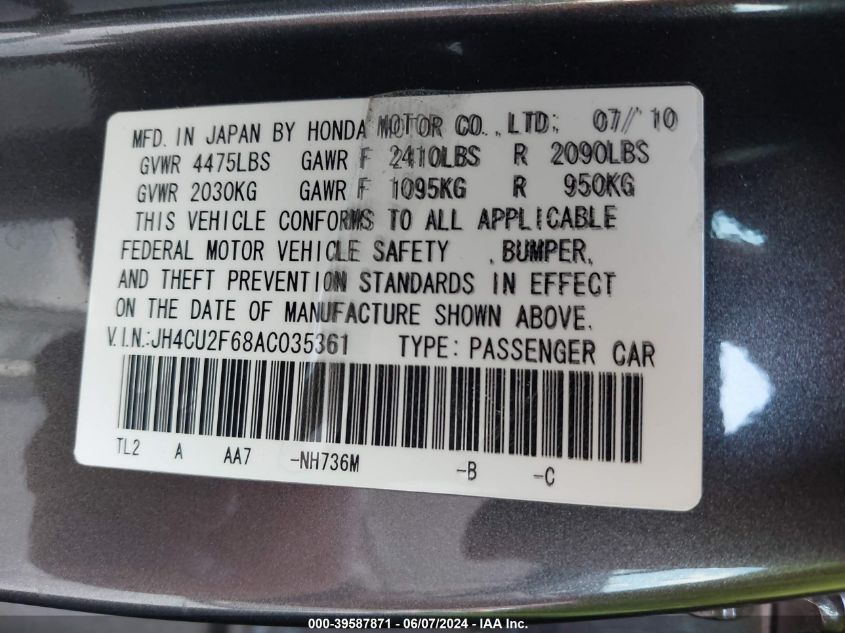 MFD. IN JAPAN BY HONDA MOTOR CO., LTD. 07/10
GVWR 4475LBS GAWR F 2410LBS R 2090LBS
GVWR 2030KG GAWR F 1095KG R 950KG
THIS VEHICLE CONFORMS TO ALL APPLICABLE
FEDERAL MOTOR VEHICLE SAFETY , BUMPER,
AND THEFT PREVENTION STANDARDS IN EFFECT
ON THE DATE OF MANUFACTURE SHOWN ABOVE.
V.I.N.:JH4CU2F68AC035361 TYPE: PASSENGER CAR
TL2 A AA7 -NH736M -B -C
000-39587871 - 06/07/2024 - IAA Inc.